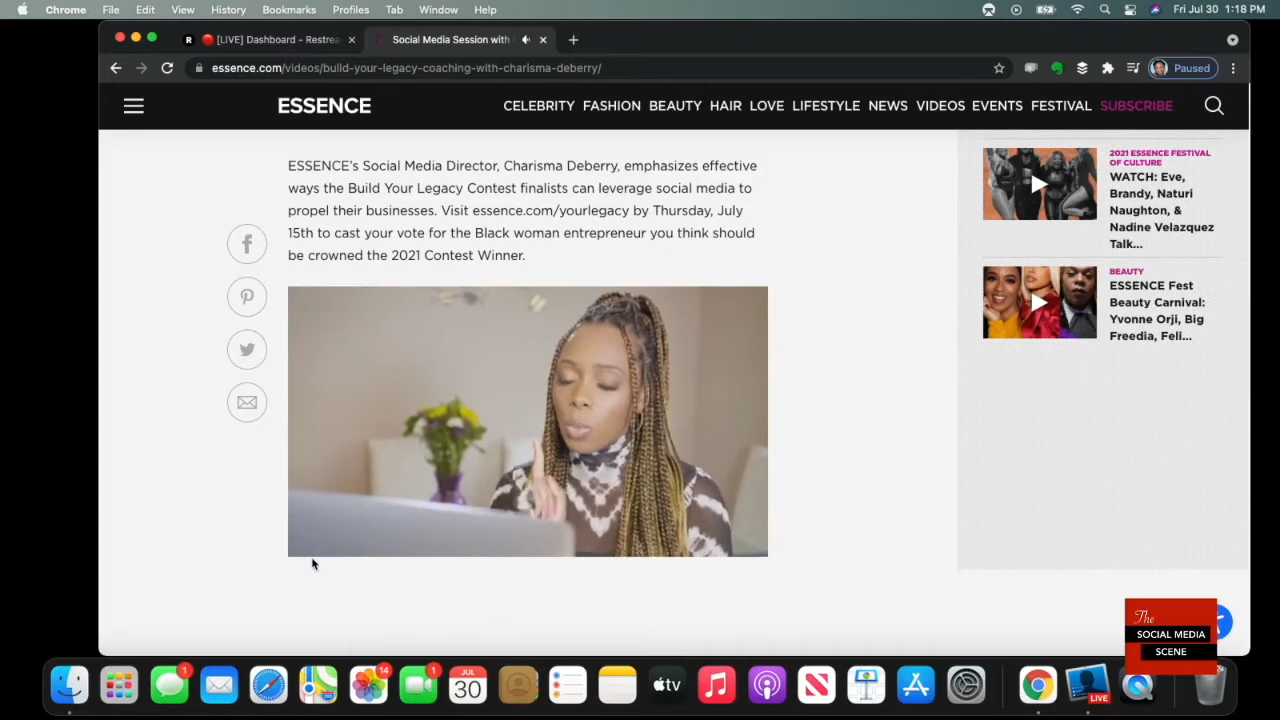 Chrome File Edit View History Bookmarks Profiles Tab Window Help Fri Jul 30 1:18 PM
R [LIVE] Dashboard - Restrea Social Media Session with
essence.com/videos/build-your-legacy-coaching-with-charisma-deberry/ Paused
ESSENCE CELEBRITY FASHION BEAUTY HAIR LOVE LIFESTYLE NEWS VIDEOS EVENTS FESTIVAL SUBSCRIBE
ESSENCE's Social Media Director, Charisma Deberry, emphasizes effective
ways the Build Your Legacy Contest finalists can leverage social media to
propel their businesses. Visit essence.com/yourlegacy by Thursday, July
15th to cast your vote for the Black woman entrepreneur you think should
be crowned the 2021 Contest Winner.
2021 ESSENCE FESTIVAL
OF CULTURE
WATCH: Eve,
Brandy, Naturi
Naughton, &
Nadine Velazquez
Talk...
BEAUTY
ESSENCE Fest
Beauty Carnival:
Yvonne Orji, Big
Freedia, Feli...
The
SOCIAL MEDIA
SCENE
1 14 1 JUL
30
tv
LIVE